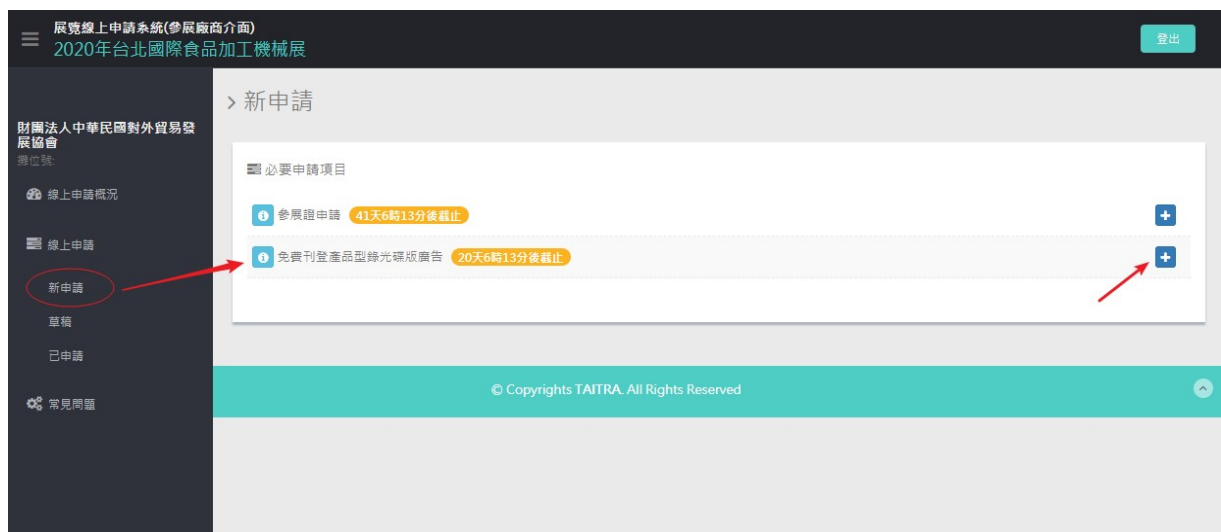 展覽線上申請系統(參展廠商介面)
2020年台北國際食品加工機械展
登出
財團法人中華民國對外貿易發
展協會
攤位號:
線上申請概況
線上申請
新申請
草稿
已申請
常見問題
新申請
必要申請項目
參展證申請 41天6時13分後截止
免費刊登產品型錄光碟版廣告 20天6時13分後截止
© Copyrights TAITRA. All Rights Reserved